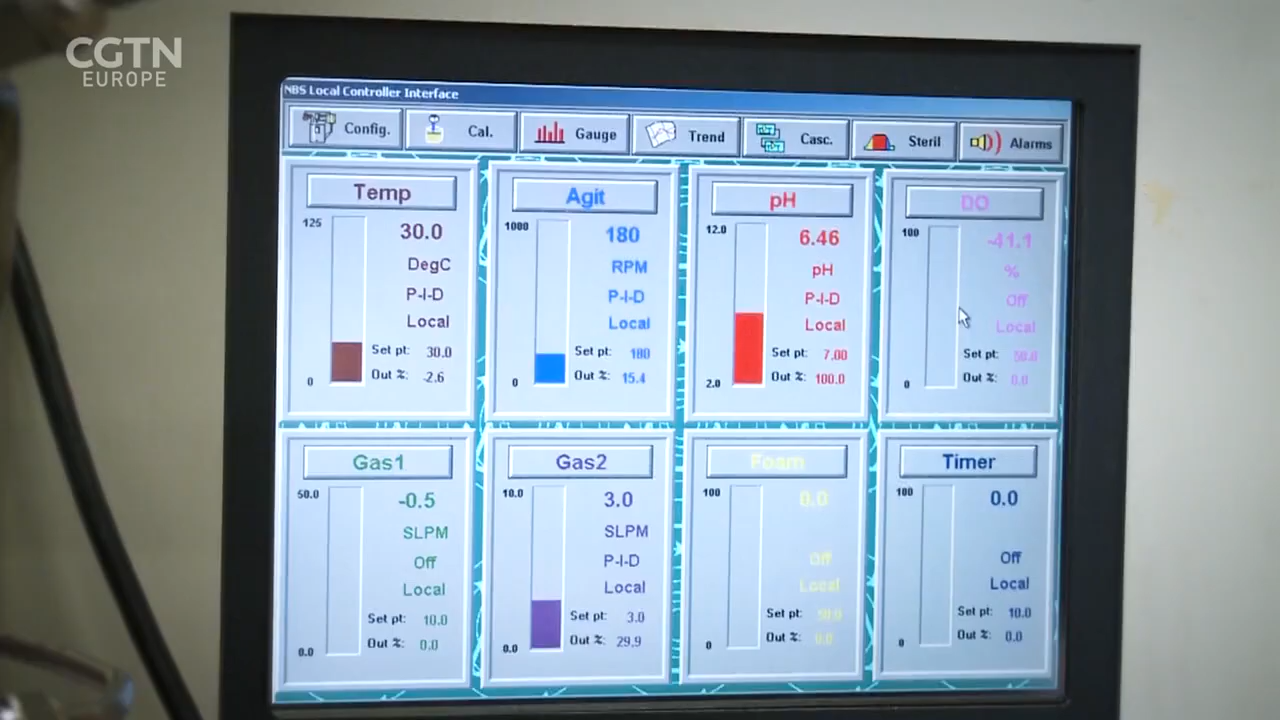 CGTN
EUROPE
NBS Local Controller Interface
Config.
Cal.
Gauge
Trend
Casc.
Steril
Alarms
Temp
125
30.0
DegC
P-I-D
Local
Set pt: 30.0
0
Out %: -2.6
Agit
1000
180
RPM
P-I-D
Local
Set pt: 180
0
Out %: 15.4
pH
12.0
6.46
pH
P-I-D
Local
Set pt: 7.00
2.0
Out %: 100.0
DO
100
-41.1
%
Off
Local
Set pt: 50.0
0
Out %: 0.0
Gas1
50.0
-0.5
SLPM
Off
Local
Set pt: 10.0
0.0
Out %: 0.0
Gas2
10.0
3.0
SLPM
P-I-D
Local
Set pt: 3.0
0.0
Out %: 29.9
Foam
100
0.0
Off
Local
Set pt: 50.0
0
Out %: 0.0
Timer
100
0.0
Off
Local
Set pt: 10.0
0
Out %: 0.0